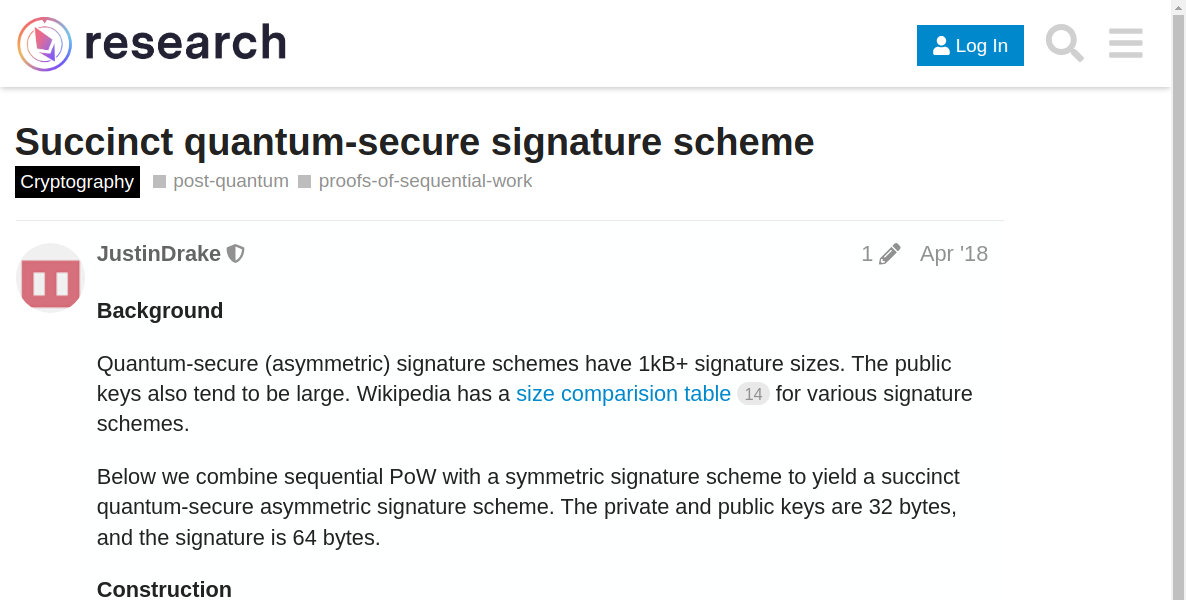 research
Log In
Succinct quantum-secure signature scheme
Cryptography post-quantum proofs-of-sequential-work
JustinDrake 1 Apr '18
Background
Quantum-secure (asymmetric) signature schemes have 1kB+ signature sizes. The public
keys also tend to be large. Wikipedia has a size comparision table 14 for various signature
schemes.
Below we combine sequential PoW with a symmetric signature scheme to yield a succinct
quantum-secure asymmetric signature scheme. The private and public keys are 32 bytes,
and the signature is 64 bytes.
Construction